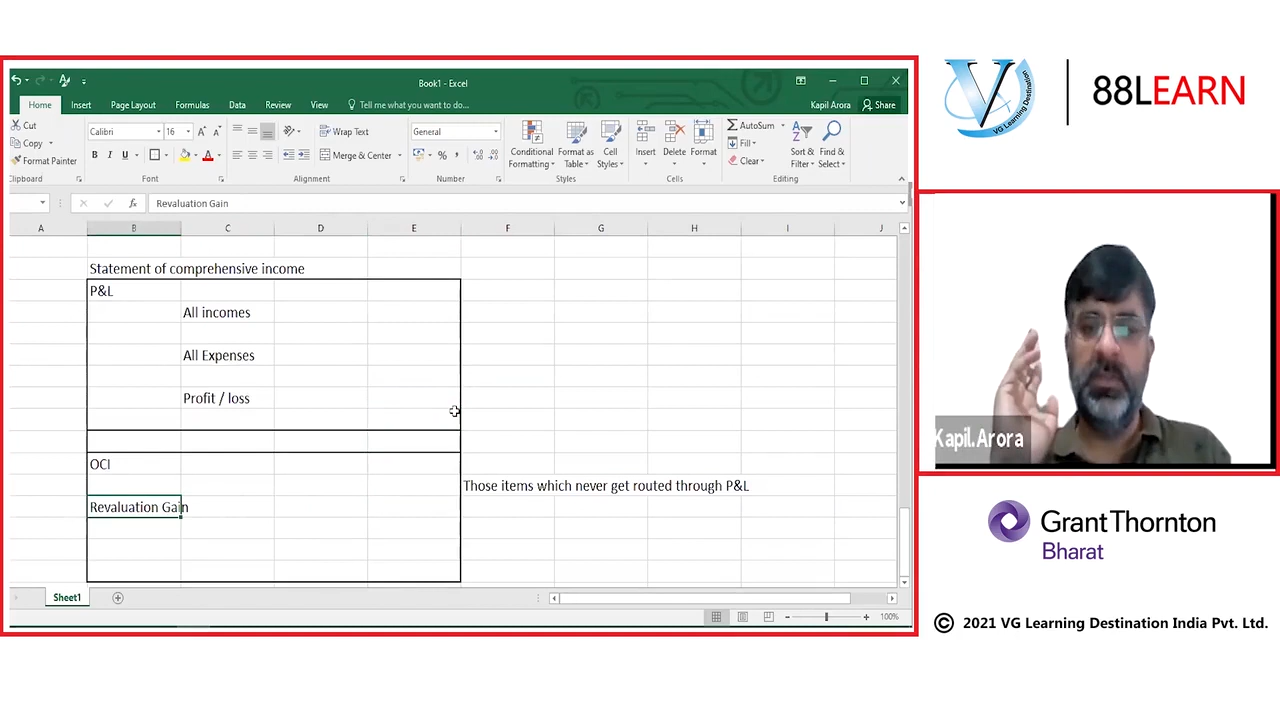 Book1 - Excel
Home Insert Page Layout Formulas Data Review View Tell me what you want to do... Kapil Arora Share
Cut
Copy
Format Painter
Clipboard
Calibri 16
B I U
Font
Wrap Text
Merge & Center
Alignment
General
% ,
Number
Conditional Formatting
Format as Table
Cell Styles
Styles
Insert Delete Format
Cells
AutoSum
Fill
Clear
Sort & Filter
Find & Select
Editing
fx Revaluation Gain
A B C D E F G H I J
Statement of comprehensive income
P&L
All incomes
All Expenses
Profit / loss
OCI
Those items which never get routed through P&L
Revaluation Gain
Sheet1
100%
V
VG Learning Destination
88LEARN
Kapil.Arora
Grant Thornton
Bharat
© 2021 VG Learning Destination India Pvt. Ltd.